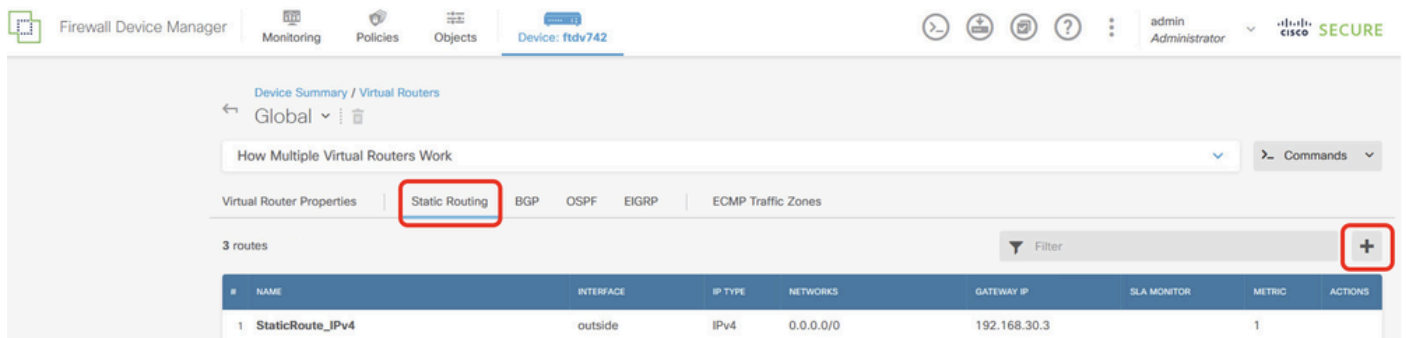 Firewall Device Manager
Monitoring
Policies
Objects
Device: ftdv742
admin
Administrator
cisco SECURE
Device Summary / Virtual Routers
Global
How Multiple Virtual Routers Work
>_ Commands
Virtual Router Properties
Static Routing
BGP
OSPF
EIGRP
ECMP Traffic Zones
3 routes
Filter
# NAME INTERFACE IP TYPE NETWORKS GATEWAY IP SLA MONITOR METRIC ACTIONS
1 StaticRoute_IPv4 outside IPv4 0.0.0.0/0 192.168.30.3 1